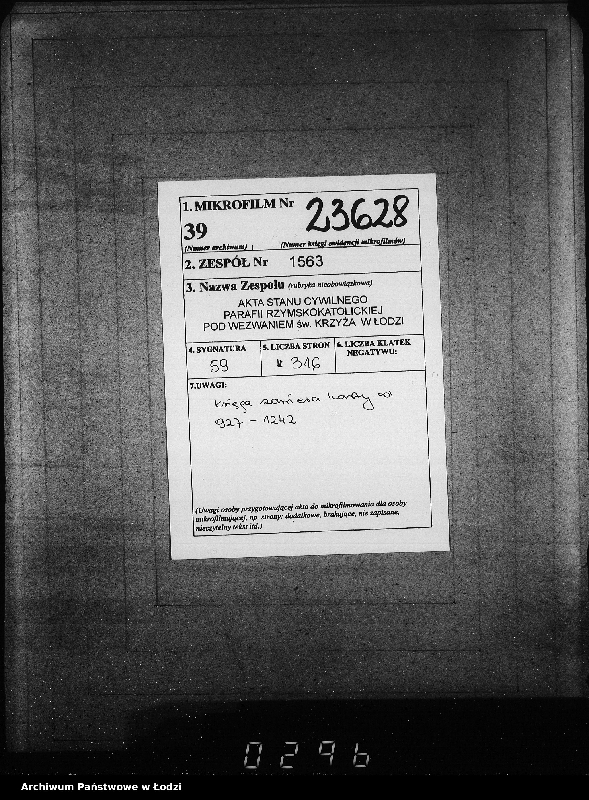 1. MIKROFILM Nr 23628
39
(Numer archiwum) (Numer księgi ewidencji mikrofilmów)
2. ZESPÓŁ Nr 1563
3. Nazwa Zespołu (rubryka nieobowiązkowa)
AKTA STANU CYWILNEGO
PARAFII RZYMSKOKATOLICKIEJ
POD WEZWANIEM św. KRZYŻA W ŁODZI
4. SYGNATURA 5. LICZBA STRON 6. LICZBA KLATEK
NEGATYWU:
59 k 316
7. UWAGI:
Księga zawiera karty od
927 - 1242
(Uwagi osoby przygotowującej akta do mikrofilmowania dla osoby
mikrofilmującej, np. strony: dodatkowe, brakujące, nie zapisane,
nieczytelny tekst itd.)
0296
Archiwum Państwowe w Łodzi